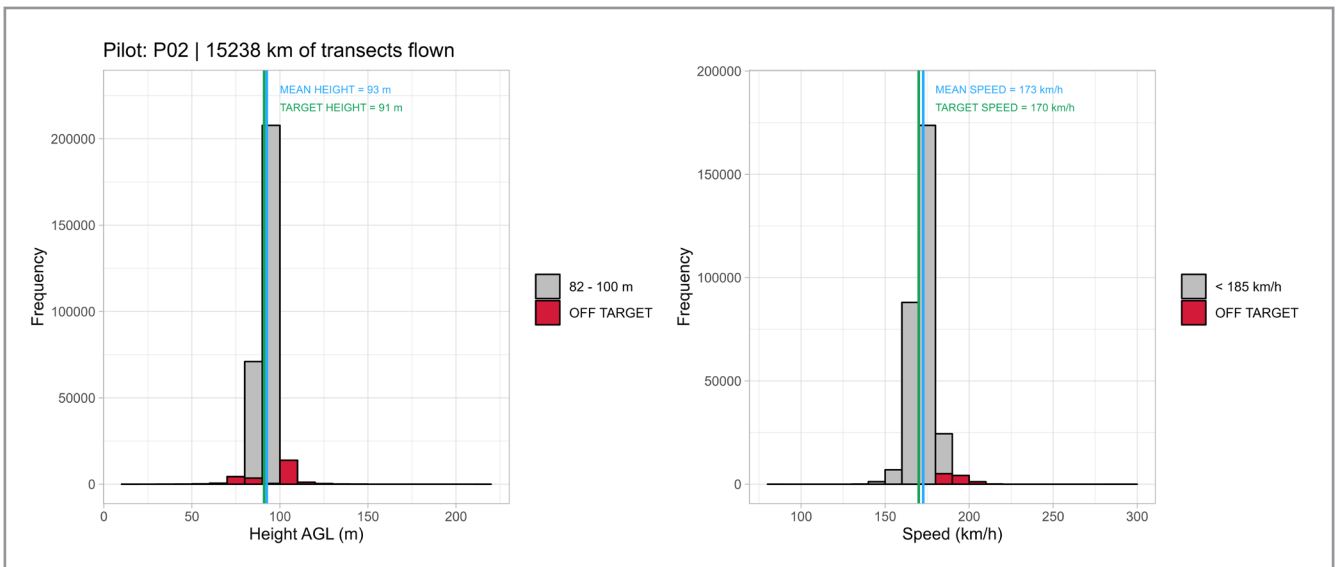 Pilot: P02 | 15238 km of transects flown
MEAN HEIGHT = 93 m
TARGET HEIGHT = 91 m
Frequency
200000
150000
100000
50000
0
0 50 100 150 200
Height AGL (m)
82 - 100 m
OFF TARGET
MEAN SPEED = 173 km/h
TARGET SPEED = 170 km/h
Frequency
200000
150000
100000
50000
0
100 150 200 250 300
Speed (km/h)
< 185 km/h
OFF TARGET